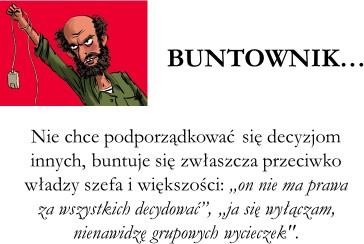 BUNTOWNIK…
Nie chce podporządkować się decyzjom
innych, buntuje się zwłaszcza przeciwko
władzy szefa i większości: „on nie ma prawa
za wszystkich decydować”, „ja się wyłączam,
nienawidzę grupowych wycieczek".